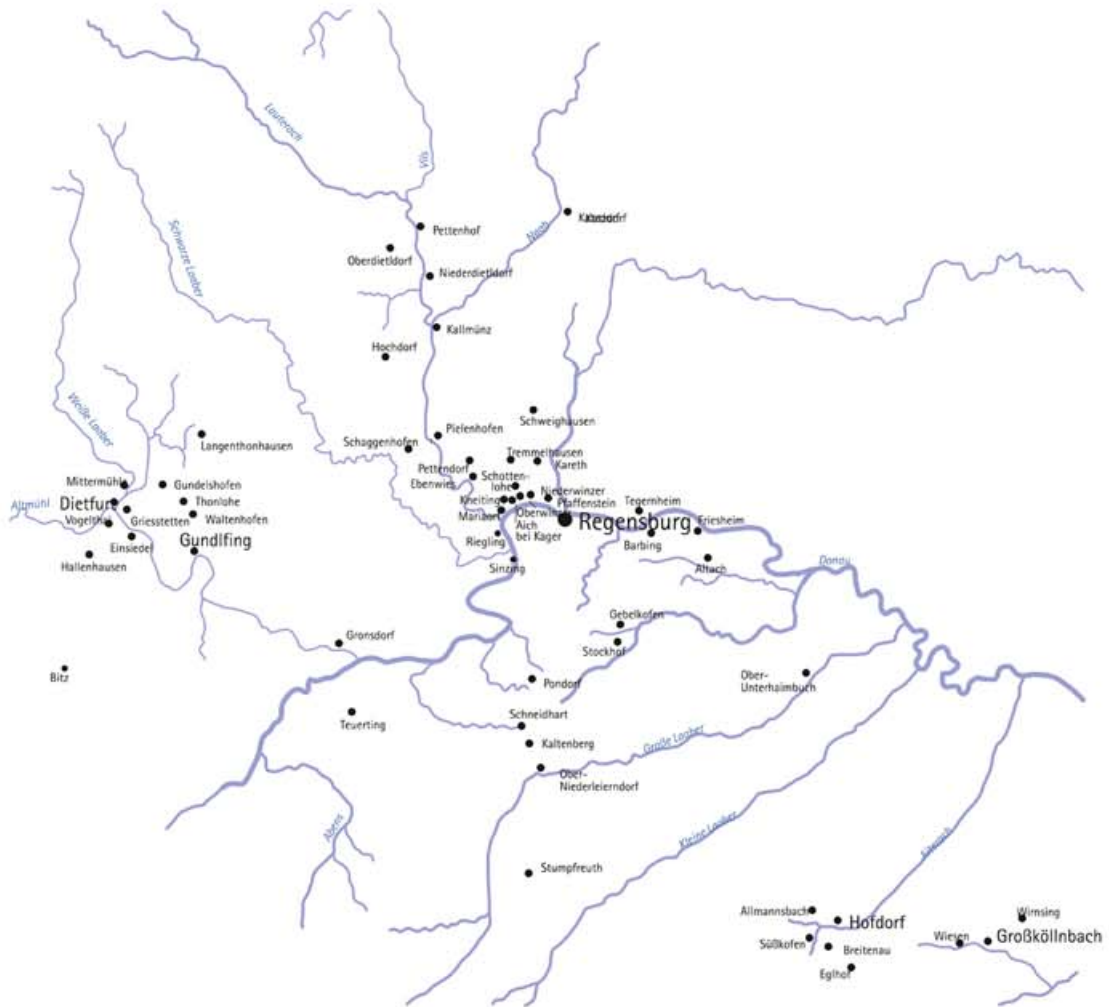 Lauterach
Vils
Schwarze Laaber
Naab
Pettenhof
Oberdietldorf
Niederdietldorf
Kallmünz
Hochdorf
Weiße Laaber
Schweighausen
Langenthonhausen
Schaggenhofen
Pielenhofen
Tremmelhausen
Kareth
Pettendorf
Schotten-
lohe
Ebenwies
Mittermühle
Gundelshofen
Altmühl
Dietfurt
Thonlohe
Kneiting
Niederwinzer
Pfaffenstein
Tegernheim
Vogelthal
Griesstetten
Waltenhofen
Mariaort
Oberwinzer
Regensburg
Friesheim
Aich
bei Kager
Einsiedel
Gundlfing
Riegling
Barbing
Hallenhausen
Sinzing
Altach
Donau
Gebelkofen
Gronsdorf
Stockhof
Bitz
Pondorf
Ober-
Unterhaimbuch
Teuerting
Schneidhart
Kaltenberg
Große Laaber
Ober-
Niederleierndorf
Abens
Kleine Laaber
Stumpfreuth
Allmannsbach
Hofdorf
Wimsing
Süßkofen
Breitenau
Wiesen
Großköllnbach
Eglhof